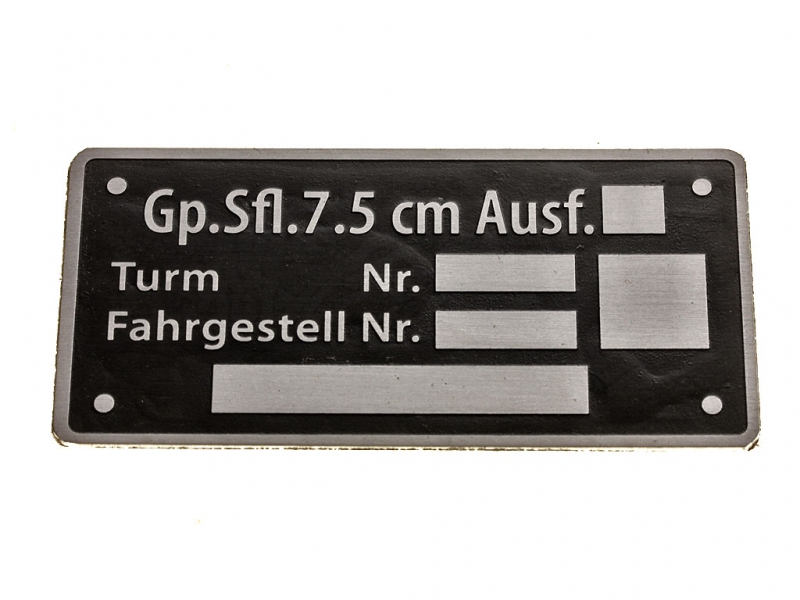 Gp.Sfl.7.5 cm Ausf.
Turm Nr.
Fahrgestell Nr.